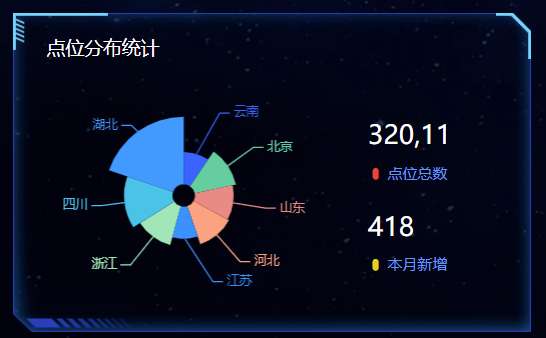 点位分布统计
湖北
云南
北京
四川
山东
浙江
河北
江苏
320,11
点位总数
418
本月新增